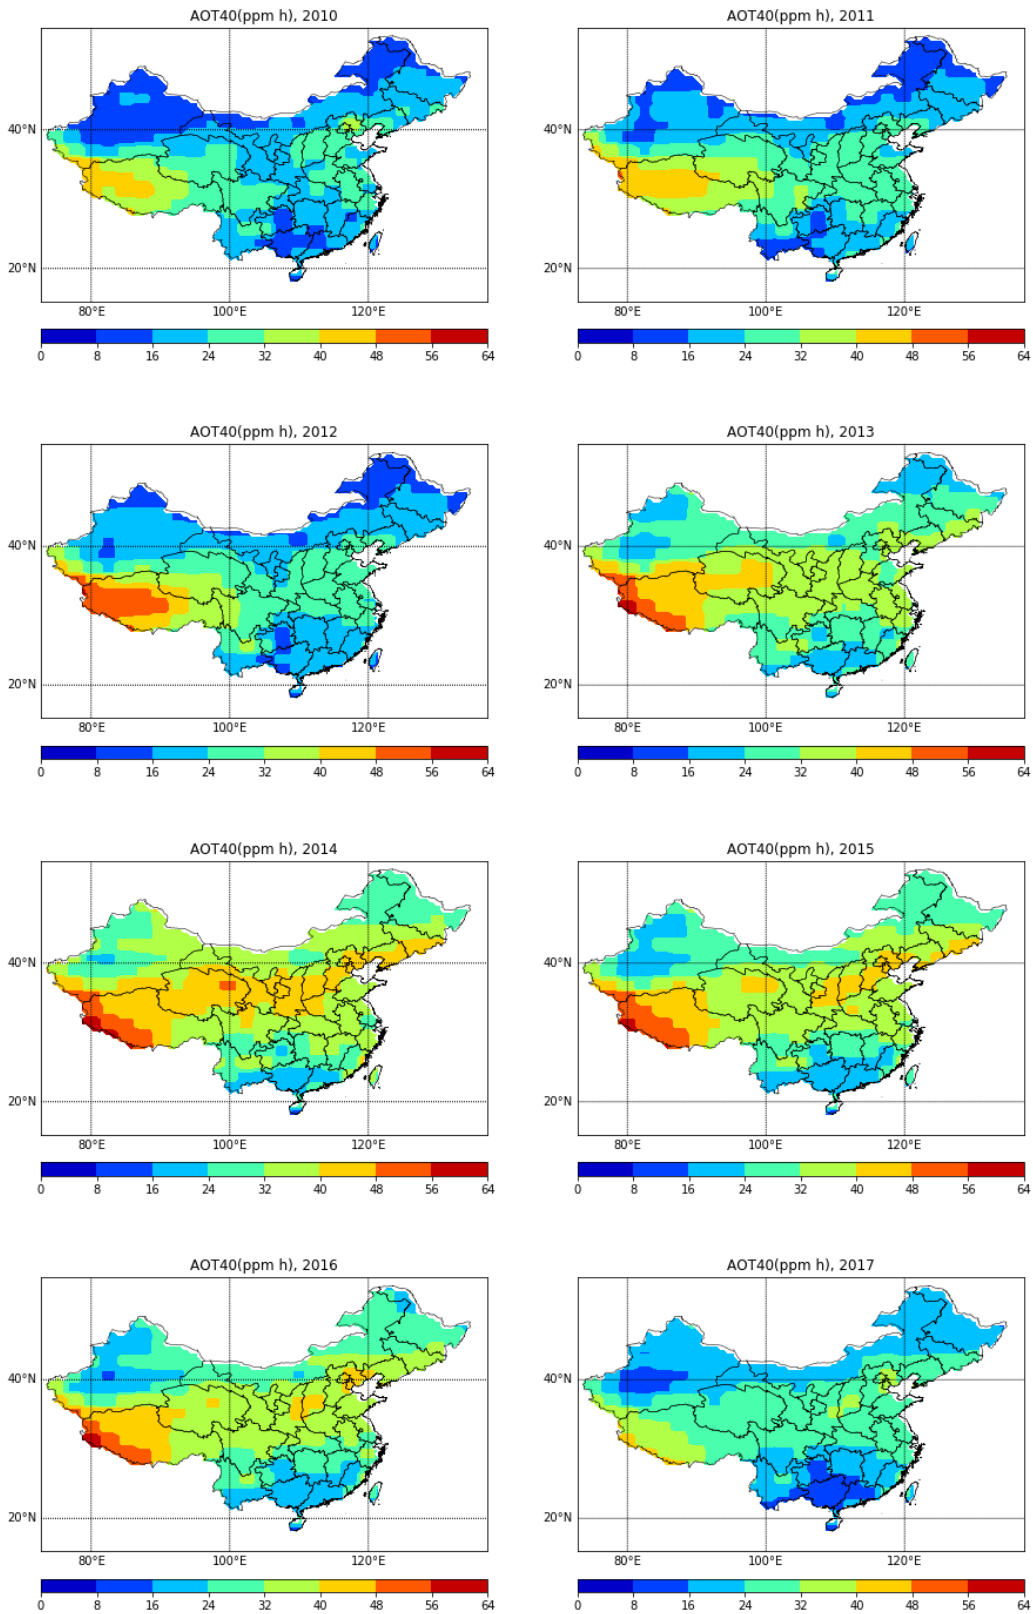 AOT40(ppm h), 2010
40°N
20°N
80°E 100°E 120°E
0 8 16 24 32 40 48 56 64
AOT40(ppm h), 2011
40°N
20°N
80°E 100°E 120°E
0 8 16 24 32 40 48 56 64
AOT40(ppm h), 2012
40°N
20°N
80°E 100°E 120°E
0 8 16 24 32 40 48 56 64
AOT40(ppm h), 2013
40°N
20°N
80°E 100°E 120°E
0 8 16 24 32 40 48 56 64
AOT40(ppm h), 2014
40°N
20°N
80°E 100°E 120°E
0 8 16 24 32 40 48 56 64
AOT40(ppm h), 2015
40°N
20°N
80°E 100°E 120°E
0 8 16 24 32 40 48 56 64
AOT40(ppm h), 2016
40°N
20°N
80°E 100°E 120°E
0 8 16 24 32 40 48 56 64
AOT40(ppm h), 2017
40°N
20°N
80°E 100°E 120°E
0 8 16 24 32 40 48 56 64